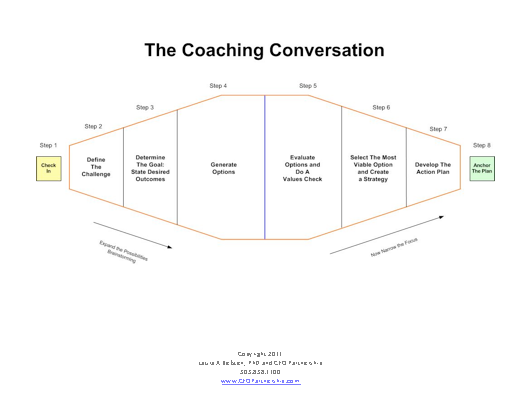 The Coaching Conversation
Step 1
Step 2
Step 3
Step 4
Step 5
Step 6
Step 7
Step 8
Check
In
Define
The
Challenge
Determine
The Goal:
State Desired
Outcomes
Generate
Options
Evaluate
Options and
Do A
Values Check
Select The Most
Viable Option
and Create
a Strategy
Develop The
Action Plan
Anchor
The Plan
Expand the Possibilities
Brainstorming
Now Narrow the Focus
Copyright 2011
PhD and